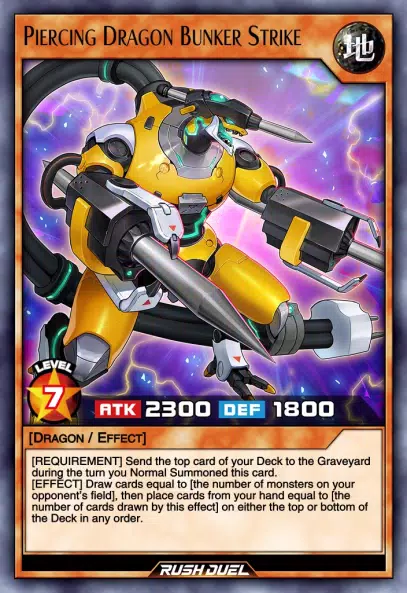 Piercing Dragon Bunker Strike
地
LEVEL
7
ATK 2300 DEF 1800
[Dragon / Effect]
[REQUIREMENT] Send the top card of your Deck to the Graveyard
during the turn you Normal Summoned this card.
[EFFECT] Draw cards equal to [the number of monsters on your
opponent's field], then place cards from your hand equal to [the
number of cards drawn by this effect] on either the top or bottom of
the Deck in any order.
RUSH DUEL